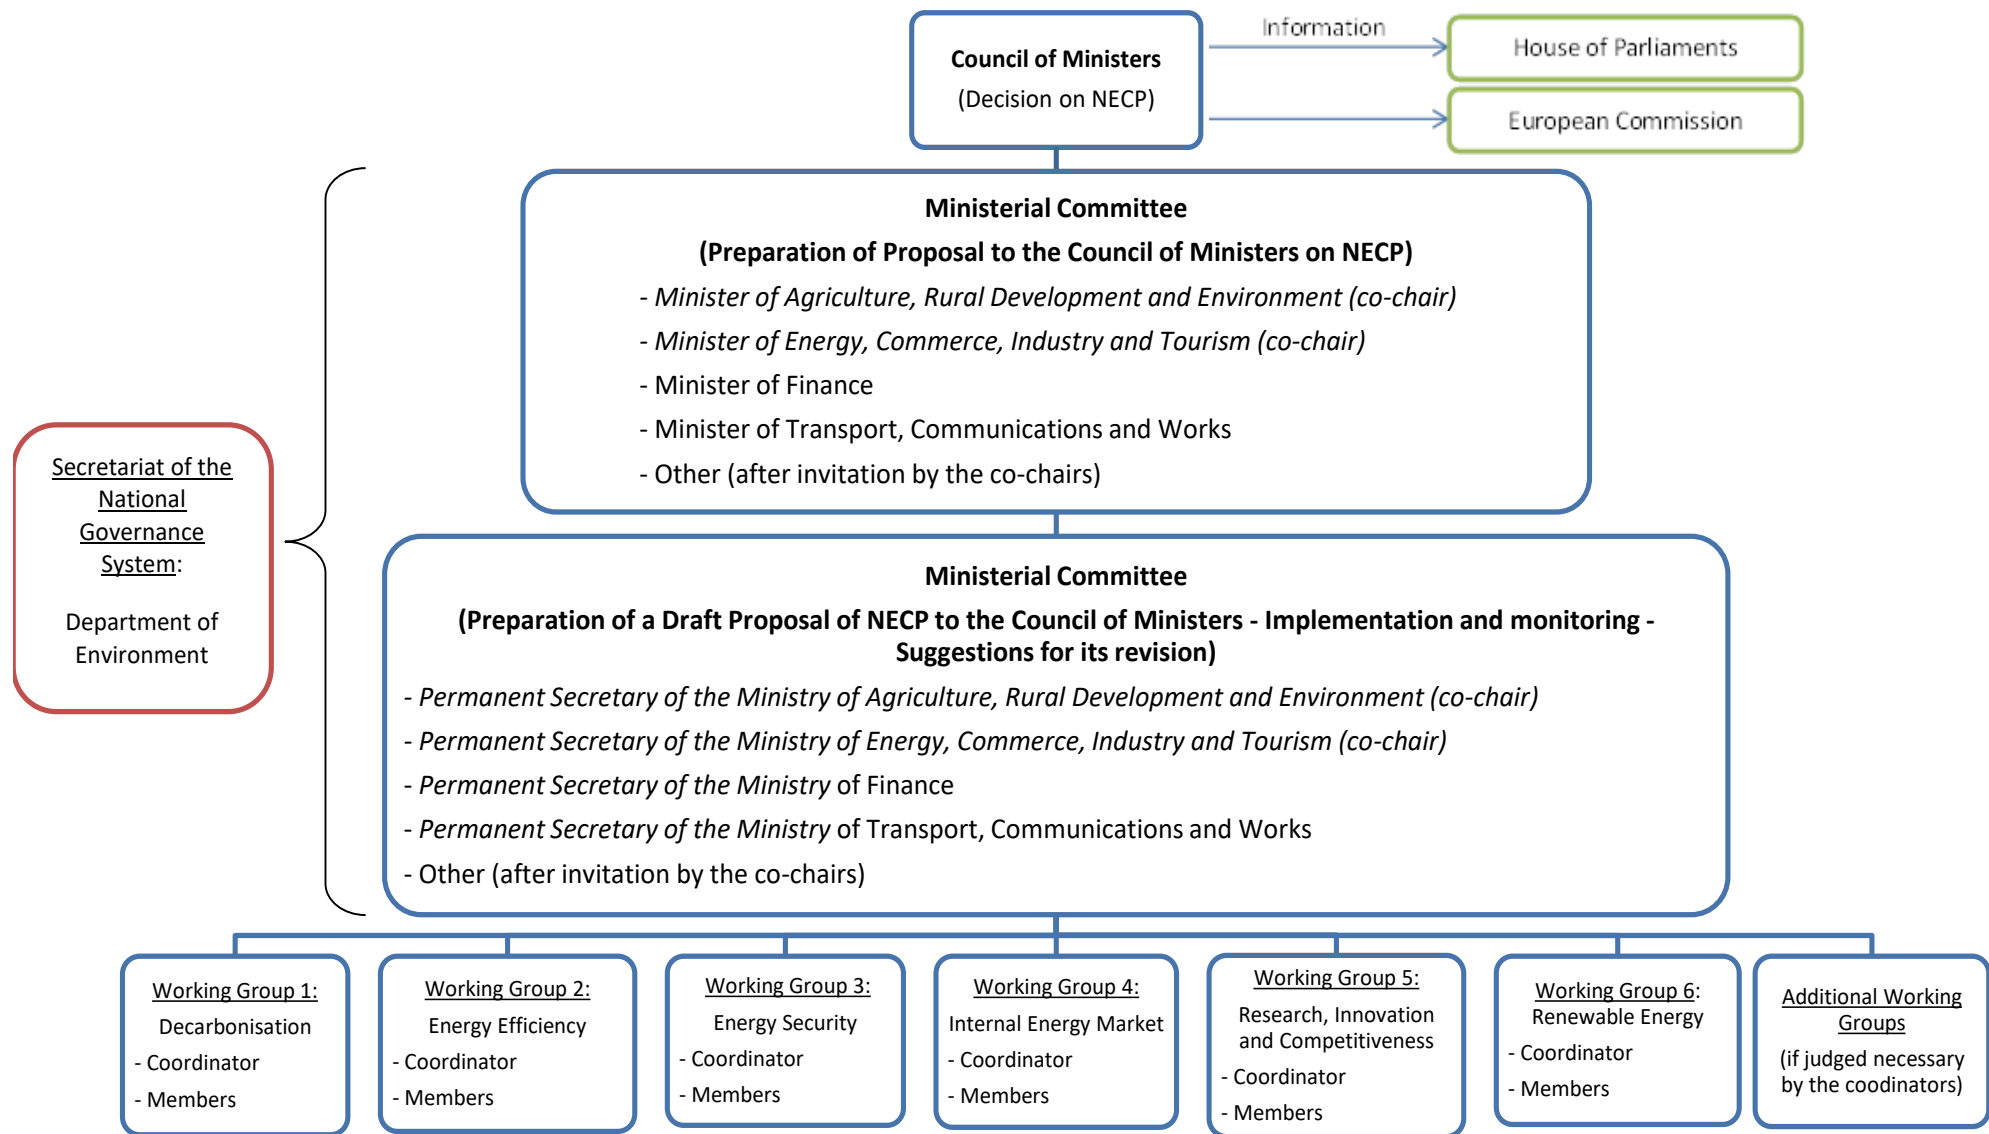 Council of Ministers
(Decision on NECP)
Information
House of Parliaments
European Commission
Ministerial Committee
(Preparation of Proposal to the Council of Ministers on NECP)
- Minister of Agriculture, Rural Development and Environment (co-chair)
- Minister of Energy, Commerce, Industry and Tourism (co-chair)
- Minister of Finance
- Minister of Transport, Communications and Works
- Other (after invitation by the co-chairs)
Secretariat of the
National
Governance
System:
Department of
Environment
Ministerial Committee
(Preparation of a Draft Proposal of NECP to the Council of Ministers - Implementation and monitoring -
Suggestions for its revision)
- Permanent Secretary of the Ministry of Agriculture, Rural Development and Environment (co-chair)
- Permanent Secretary of the Ministry of Energy, Commerce, Industry and Tourism (co-chair)
- Permanent Secretary of the Ministry of Finance
- Permanent Secretary of the Ministry of Transport, Communications and Works
- Other (after invitation by the co-chairs)
Working Group 1:
Decarbonisation
- Coordinator
- Members
Working Group 2:
Energy Efficiency
- Coordinator
- Members
Working Group 3:
Energy Security
- Coordinator
- Members
Working Group 4:
Internal Energy Market
- Coordinator
- Members
Working Group 5:
Research, Innovation
and Competitiveness
- Coordinator
- Members
Working Group 6:
Renewable Energy
- Coordinator
- Members
Additional Working
Groups
(if judged necessary
by the coodinators)